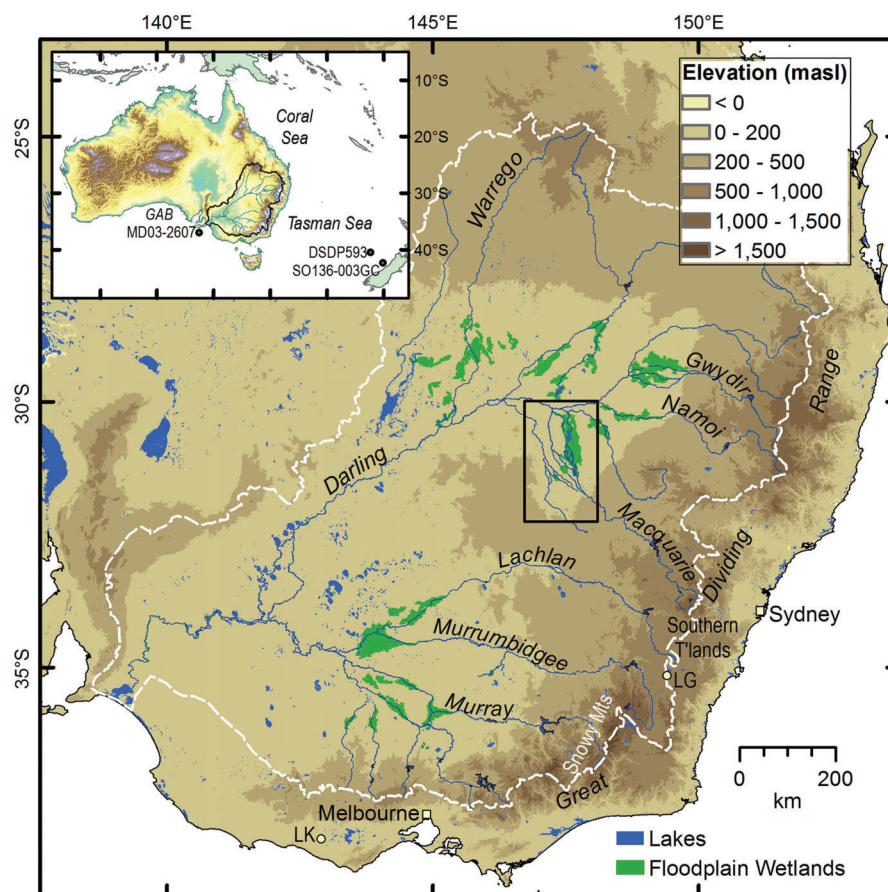 140°E
145°E
150°E
10°S
20°S
30°S
40°S
Coral
Sea
GAB
MD03-2607
Tasman Sea
DSDP593
SO136-003GC
Elevation (masl)
< 0
0 - 200
200 - 500
500 - 1,000
1,000 - 1,500
> 1,500
25°S
30°S
35°S
Warrego
Gwydir
Namoi
Range
Darling
Macquarie
Dividing
Lachlan
Sydney
Southern
T'lands
Murrumbidgee
LG
Murray
Snowy Mts
Great
Melbourne
LK
0
200
km
Lakes
Floodplain Wetlands